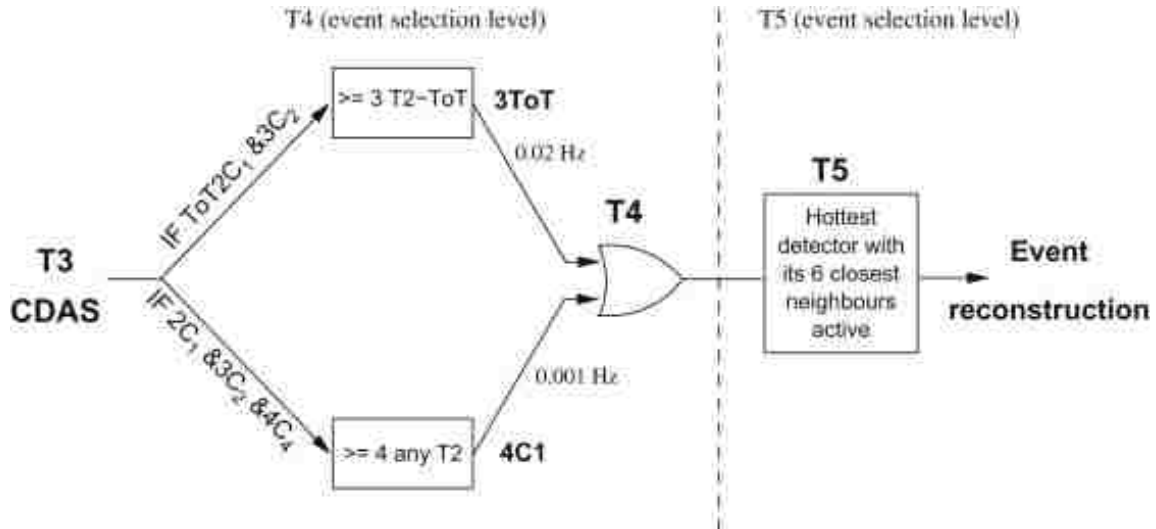 T4 (event selection level)
T5 (event selection level)
>= 3 T2-ToT
3ToT
IF ToT2C₁ &3C₂
0.02 Hz
T5
T4
Hottest
detector with
its 6 closest
neighbours
active
T3
CDAS
Event
reconstruction
IF 2C₁ &3C₂ &4C₄
0.001 Hz
>= 4 any T2
4C1